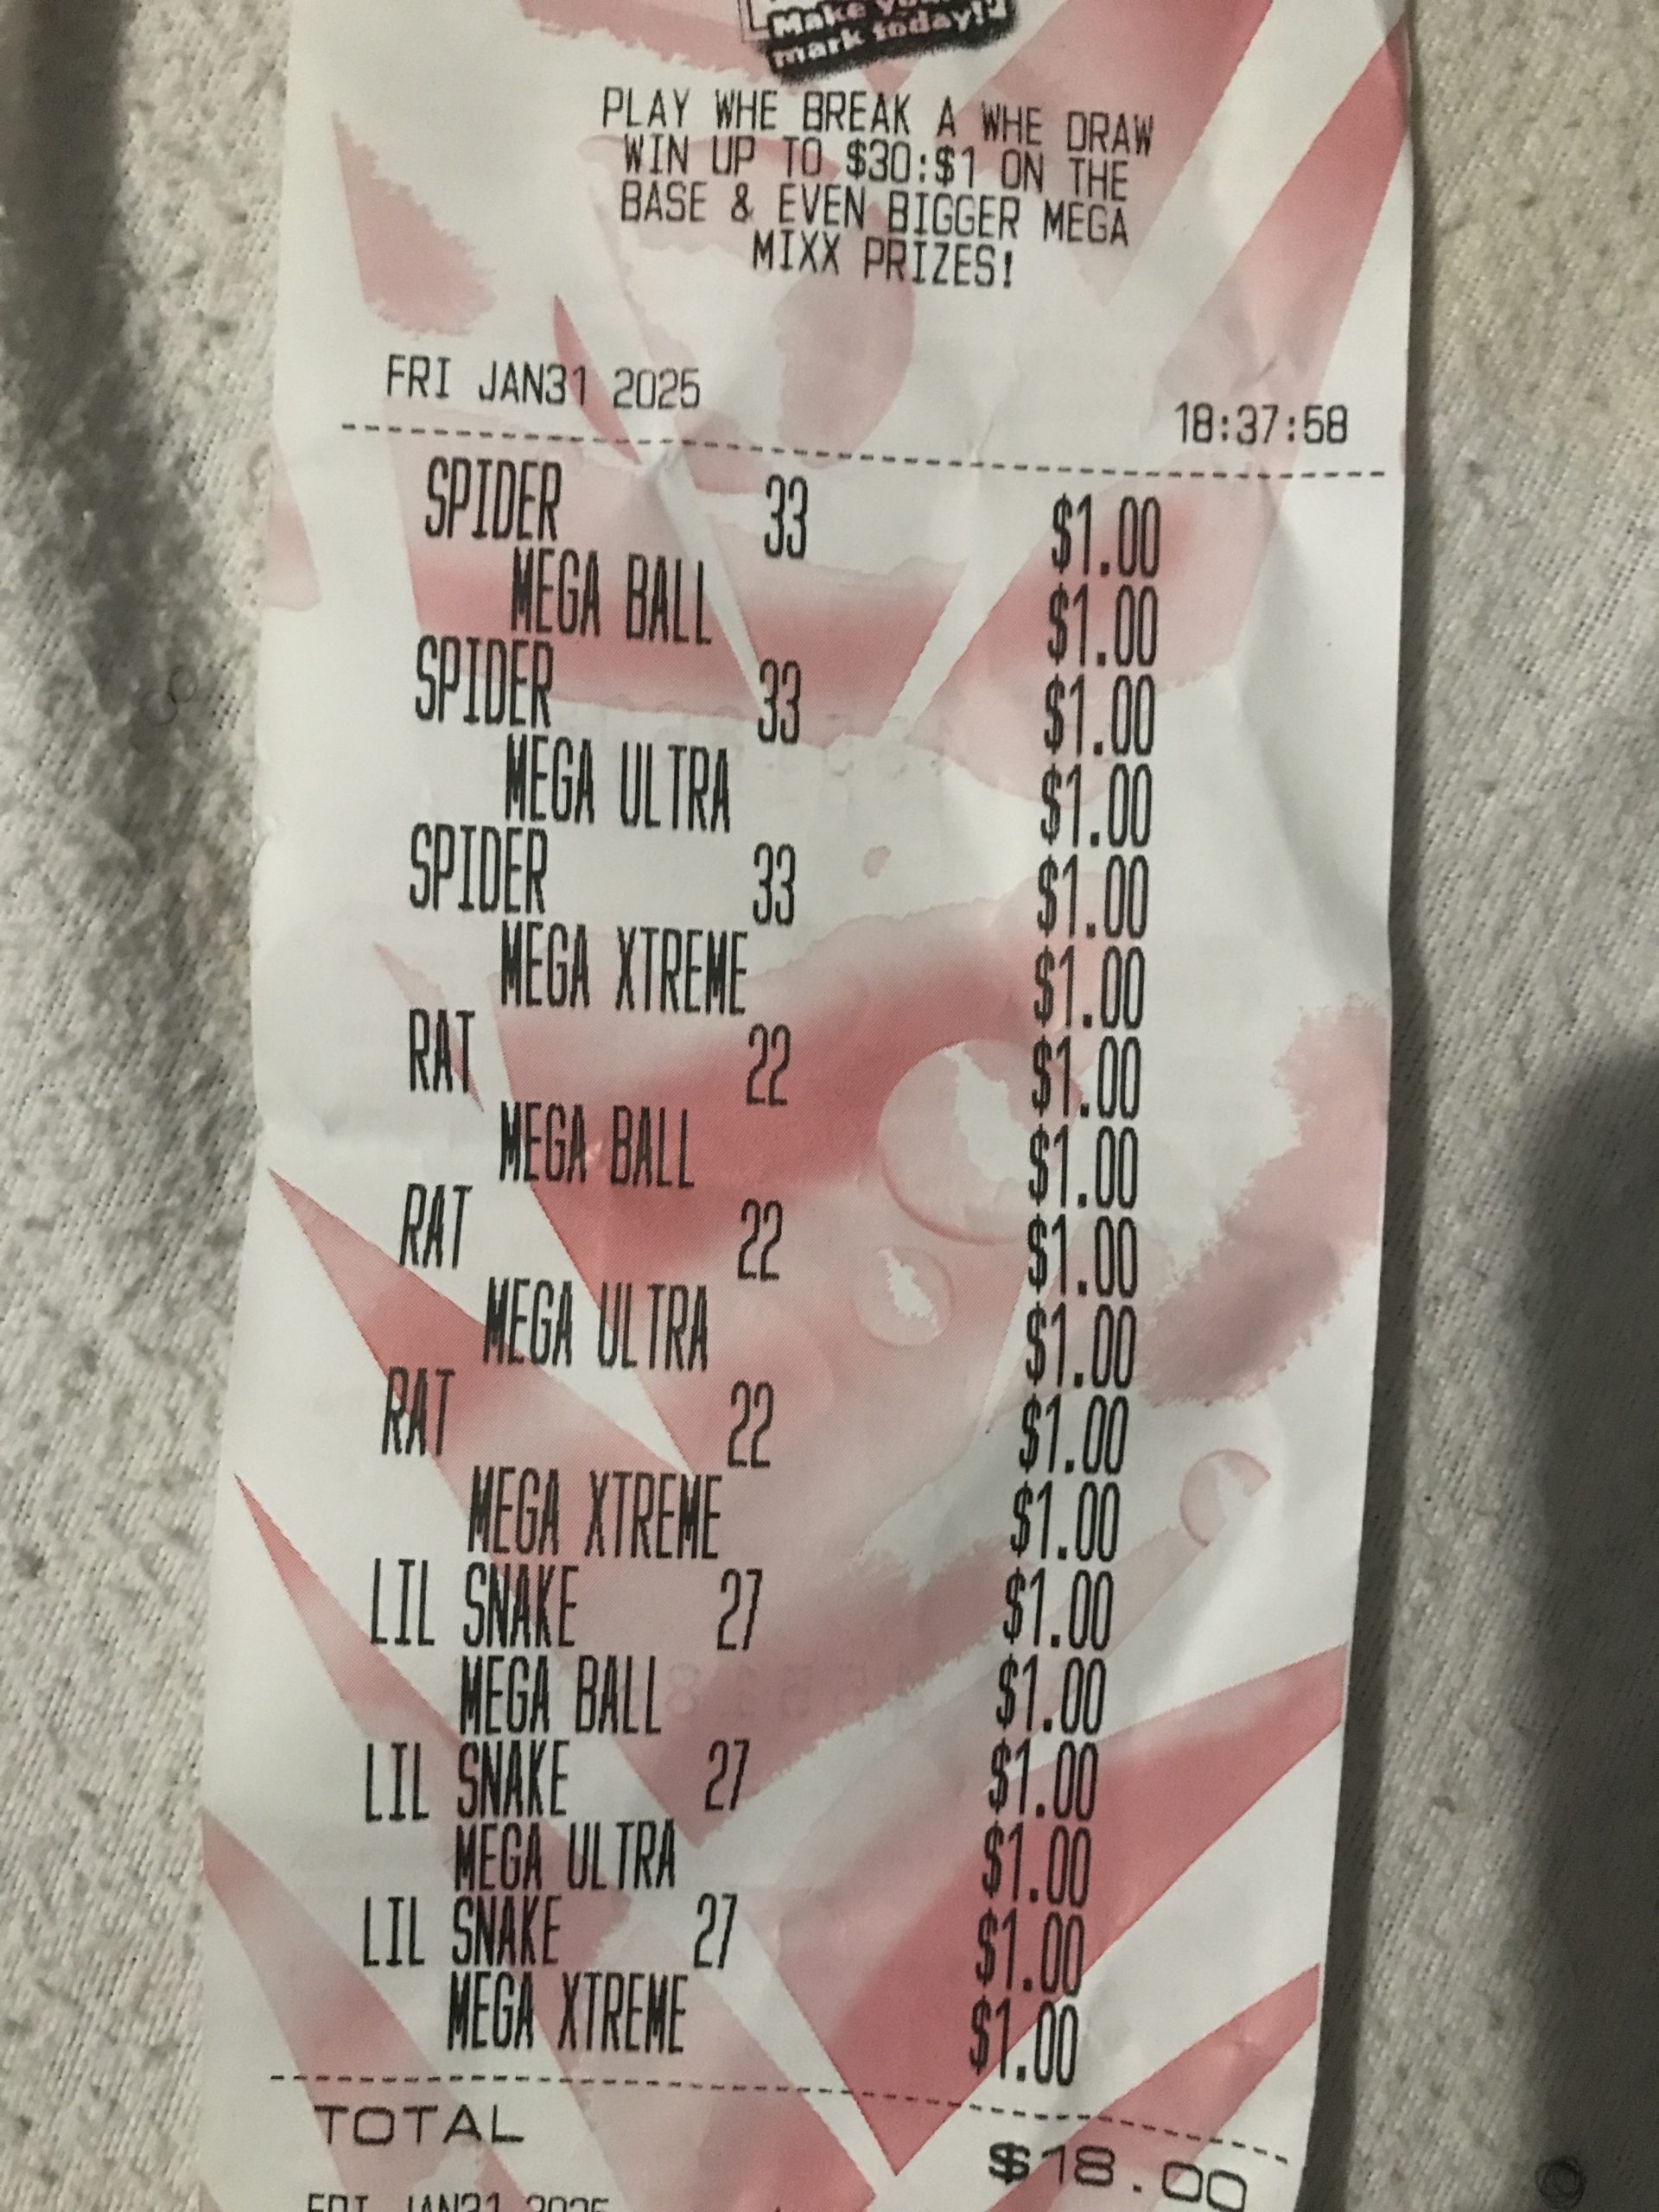 Make
mark today!
PLAY WHE BREAK A WHE DRAW
WIN UP TO $30:$1 ON THE
BASE & EVEN BIGGER MEGA
MIXX PRIZES!
FRI JAN31 2025 18:37:58
SPIDER 33 $1.00
MEGA BALL $1.00
SPIDER 33 $1.00
MEGA ULTRA $1.00
SPIDER 33 $1.00
MEGA XTREME $1.00
RAT 22 $1.00
MEGA BALL $1.00
RAT 22 $1.00
MEGA ULTRA $1.00
RAT 22 $1.00
MEGA XTREME $1.00
LIL SNAKE 27 $1.00
MEGA BALL $1.00
LIL SNAKE 27 $1.00
MEGA ULTRA $1.00
LIL SNAKE 27 $1.00
MEGA XTREME $1.00
TOTAL $18.00
FRI JAN31 2025